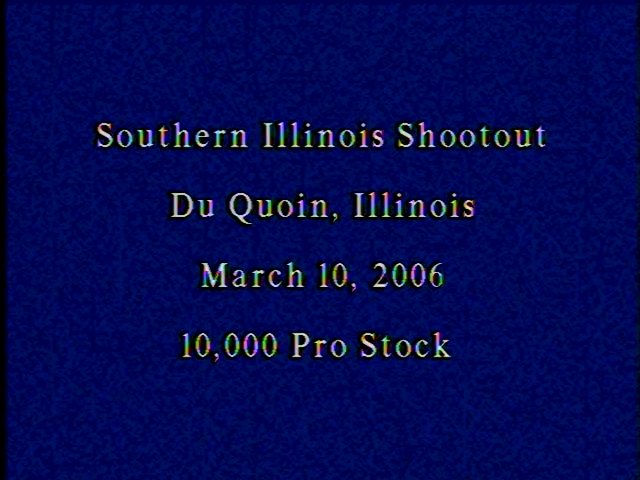 Southern Illinois Shootout
Du Quoin, Illinois
March 10, 2006
10,000 Pro Stock